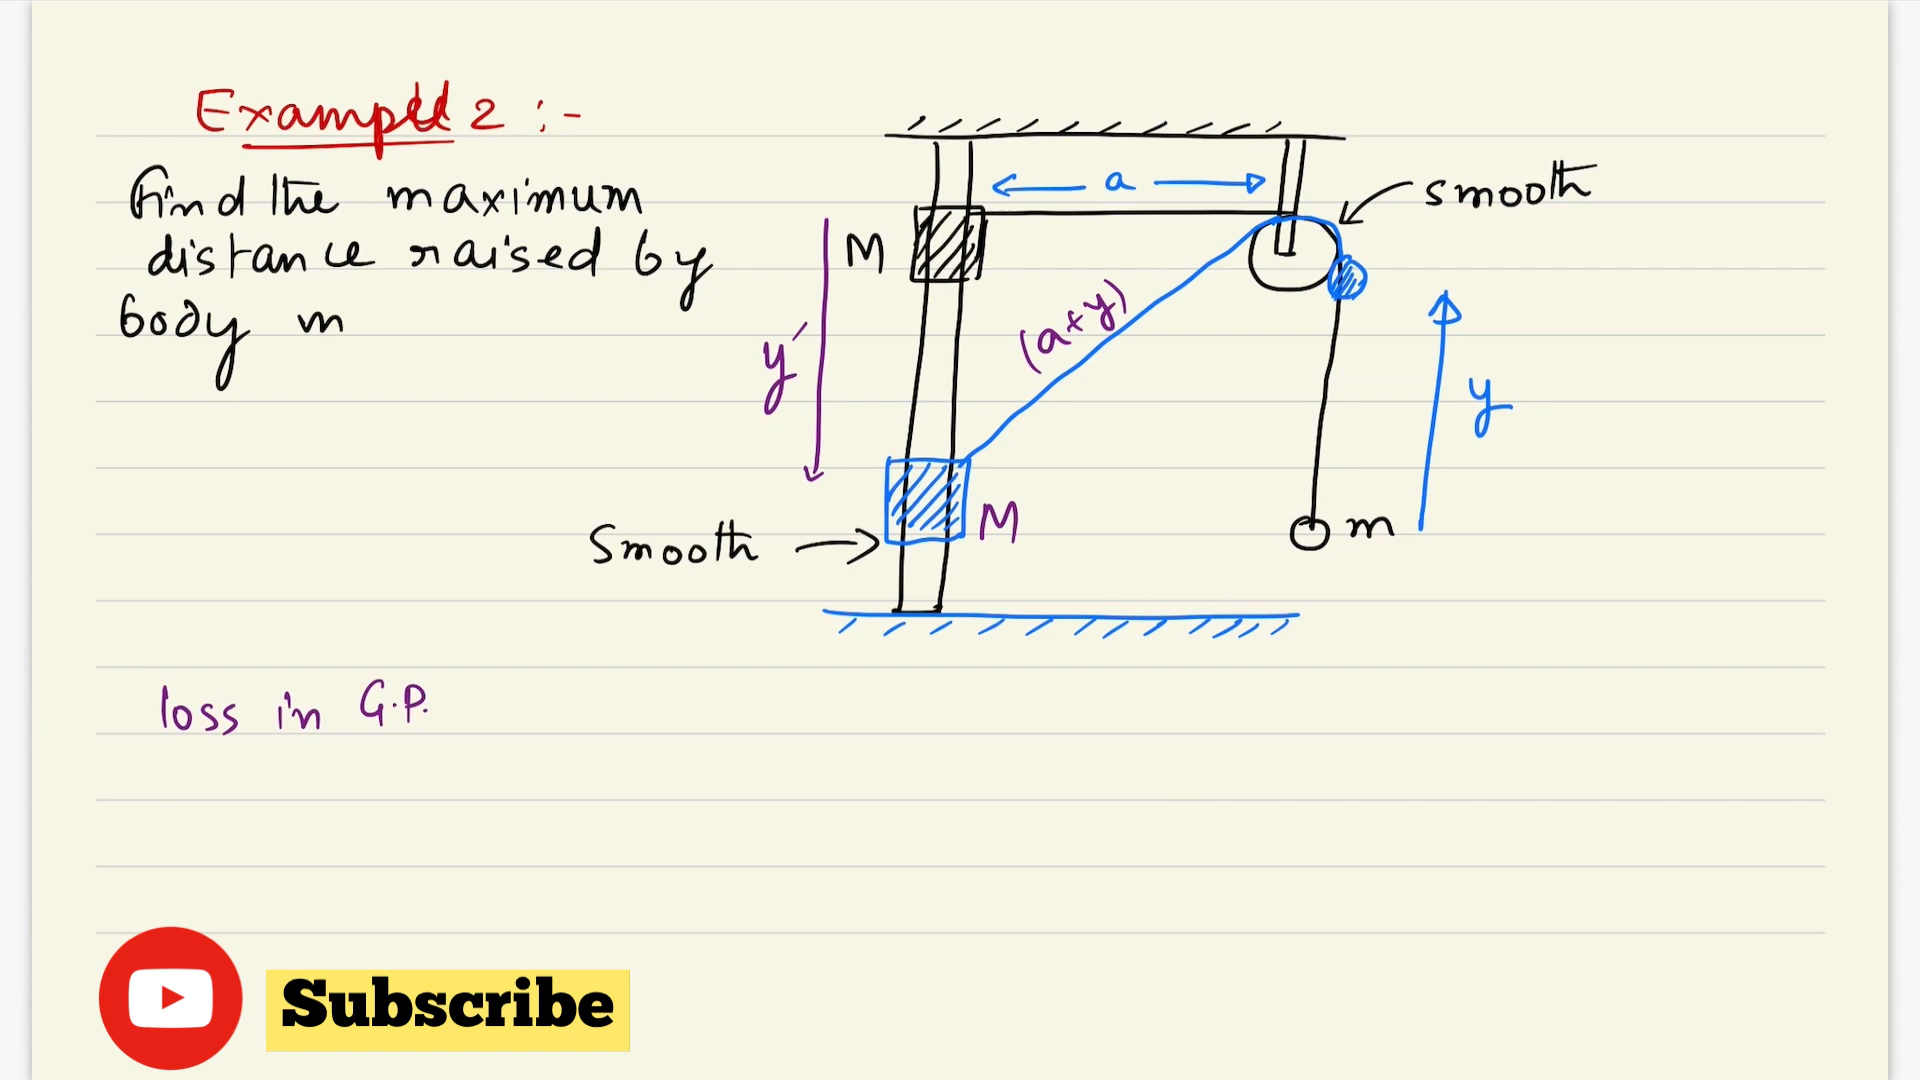 Example 2 :-
Find the maximum
distance raised by
body m
a
smooth
M
(a+y)
y'
y
M
m
Smooth
loss in G.P.
Subscribe